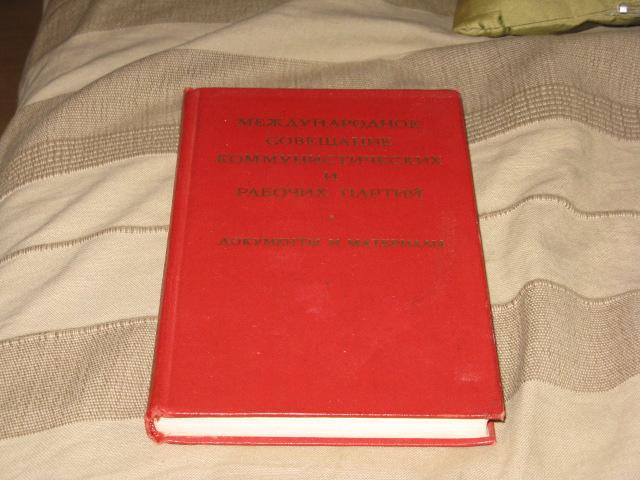 МЕЖДУНАРОДНОЕ
СОВЕЩАНИЕ
КОММУНИСТИЧЕСКИХ
И
РАБОЧИХ ПАРТИЙ
ДОКУМЕНТЫ И МАТЕРИАЛЫ